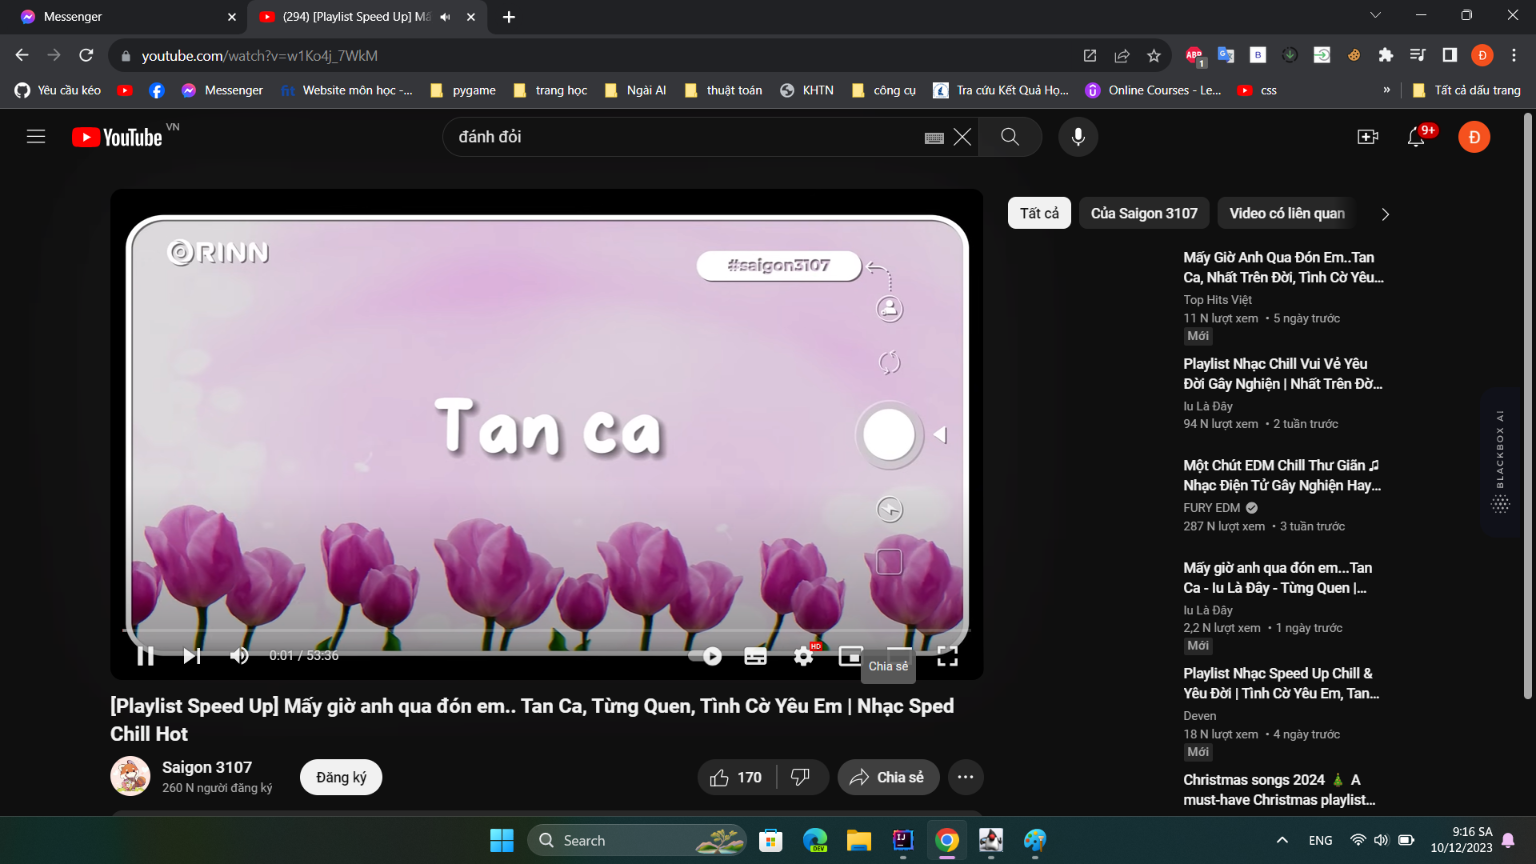 Messenger
(294) [Playlist Speed Up] Mấ
youtube.com/watch?v=w1Ko4j_7WkM
ABP
1
B
Đ
Yêu cầu kéo
Messenger
fit
Website môn học -...
pygame
trang học
Ngài AI
thuật toán
KHTN
công cụ
Tra cứu Kết Quả Họ...
Online Courses - Le...
css
»
Tất cả dấu trang
YouTube VN
đánh đỏi
9+
Đ
@RINN
#saigon3107
Tan ca
0:01 / 53:36
HD
Chia sẻ
[Playlist Speed Up] Mấy giờ anh qua đón em.. Tan Ca, Từng Quen, Tình Cờ Yêu Em | Nhạc Sped
Chill Hot
Saigon 3107
260 N người đăng ký
Đăng ký
170
Chia sẻ
Tất cả
Của Saigon 3107
Video có liên quan
Mấy Giờ Anh Qua Đón Em..Tan
Ca, Nhất Trên Đời, Tình Cờ Yêu...
Top Hits Việt
11 N lượt xem • 5 ngày trước
Mới
Playlist Nhạc Chill Vui Vẻ Yêu
Đời Gây Nghiện | Nhất Trên Đờ...
Iu Là Đây
94 N lượt xem • 2 tuần trước
Một Chút EDM Chill Thư Giãn ♫
Nhạc Điện Tử Gây Nghiện Hay...
FURY EDM
287 N lượt xem • 3 tuần trước
Mấy giờ anh qua đón em...Tan
Ca - Iu Là Đây - Từng Quen |...
Iu Là Đây
2,2 N lượt xem • 1 ngày trước
Mới
Playlist Nhạc Speed Up Chill &
Yêu Đời | Tình Cờ Yêu Em, Tan...
Deven
18 N lượt xem • 4 ngày trước
Mới
Christmas songs 2024 🎄 A
must-have Christmas playlist...
BLACKBOX AI
Search
DEV
IJ
ENG
9:16 SA
10/12/2023